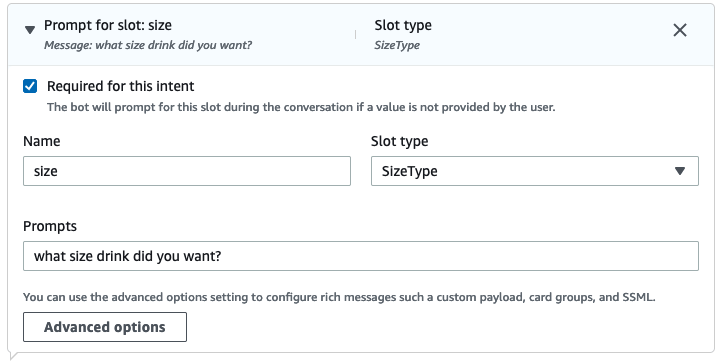 Prompt for slot: size
Slot type
Message: what size drink did you want?
SizeType
Required for this intent
The bot will prompt for this slot during the conversation if a value is not provided by the user.
Name
Slot type
size
SizeType
Prompts
what size drink did you want?
You can use the advanced options setting to configure rich messages such a custom payload, card groups, and SSML.
Advanced options